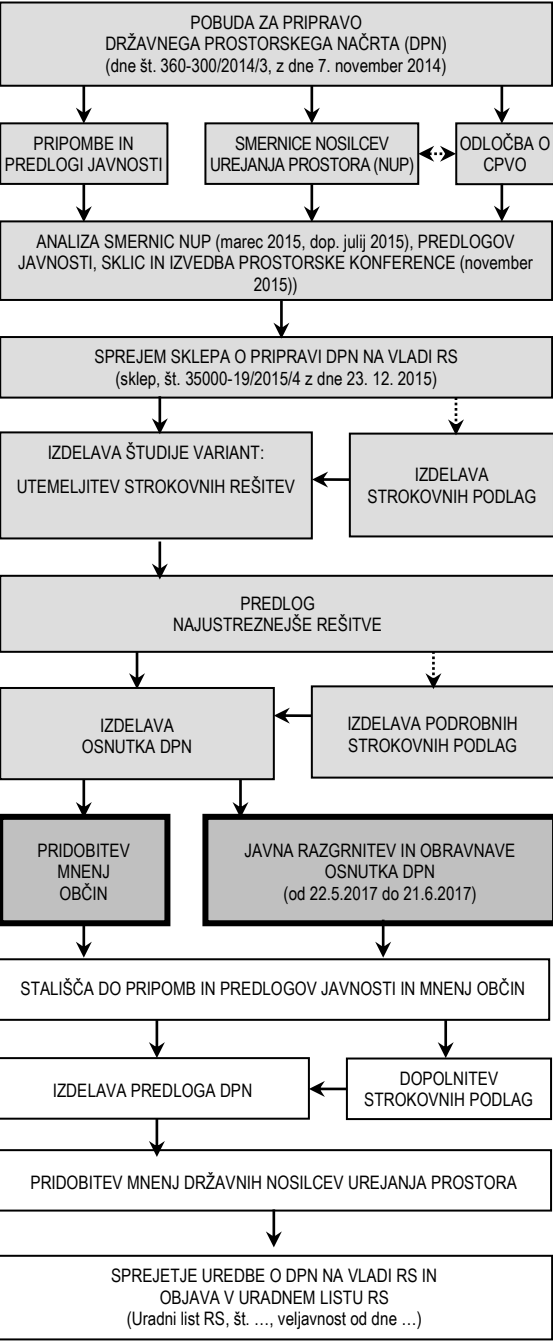 POBUDA ZA PRIPRAVO
DRŽAVNEGA PROSTORSKEGA NAČRTA (DPN)
(dne št. 360-300/2014/3, z dne 7. november 2014)
PRIPOMBE IN
PREDLOGI JAVNOSTI
SMERNICE NOSILCEV
UREJANJA PROSTORA (NUP)
ODLOČBA O
CPVO
ANALIZA SMERNIC NUP (marec 2015, dop. julij 2015), PREDLOGOV
JAVNOSTI, SKLIC IN IZVEDBA PROSTORSKE KONFERENCE (november
2015))
SPREJEM SKLEPA O PRIPRAVI DPN NA VLADI RS
(sklep, št. 35000-19/2015/4 z dne 23. 12. 2015)
IZDELAVA ŠTUDIJE VARIANT:
UTEMELJITEV STROKOVNIH REŠITEV
IZDELAVA
STROKOVNIH PODLAG
PREDLOG
NAJUSTREZNEJŠE REŠITVE
IZDELAVA
OSNUTKA DPN
IZDELAVA PODROBNIH
STROKOVNIH PODLAG
PRIDOBITEV
MNENJ
OBČIN
JAVNA RAZGRNITEV IN OBRAVNAVE
OSNUTKA DPN
(od 22.5.2017 do 21.6.2017)
STALIŠČA DO PRIPOMB IN PREDLOGOV JAVNOSTI IN MNENJ OBČIN
IZDELAVA PREDLOGA DPN
DOPOLNITEV
STROKOVNIH PODLAG
PRIDOBITEV MNENJ DRŽAVNIH NOSILCEV UREJANJA PROSTORA
SPREJETJE UREDBE O DPN NA VLADI RS IN
OBJAVA V URADNEM LISTU RS
(Uradni list RS, št. …, veljavnost od dne …)